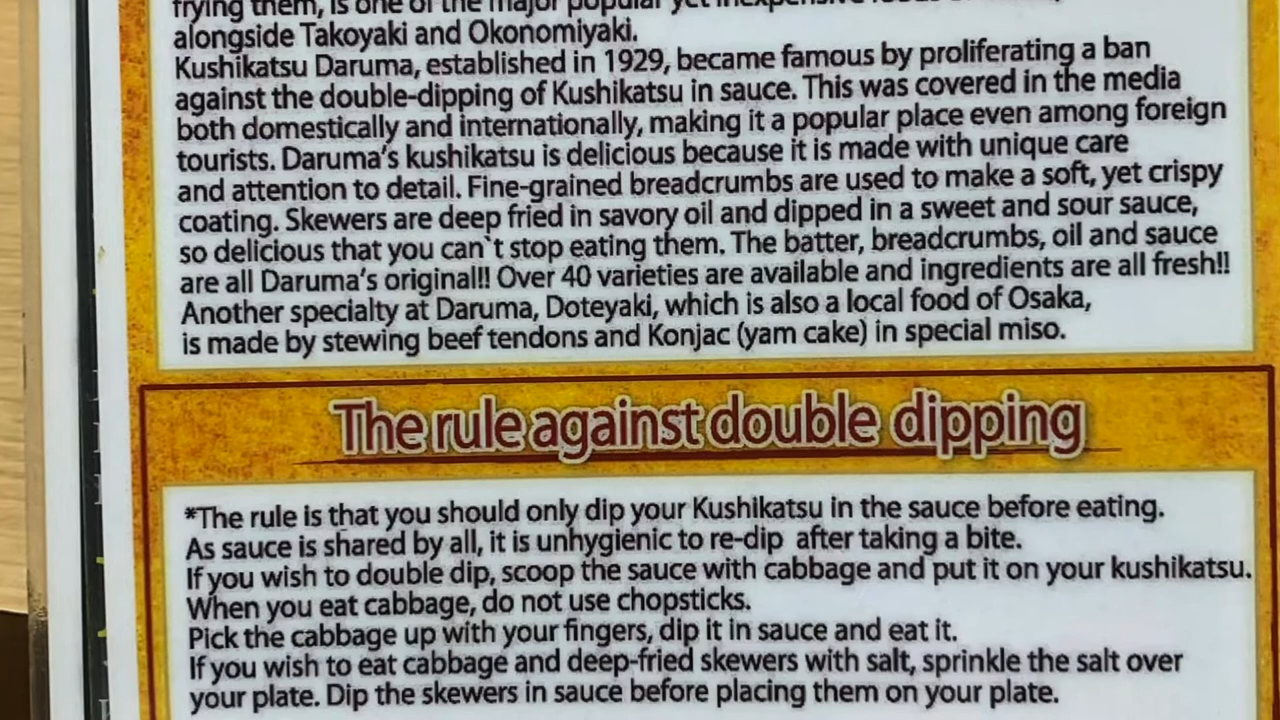 frying them, is one of the major popular yet inexpensive
alongside Takoyaki and Okonomiyaki.
Kushikatsu Daruma, established in 1929, became famous by proliferating a ban
against the double-dipping of Kushikatsu in sauce. This was covered in the media
both domestically and internationally, making it a popular place even among foreign
tourists. Daruma's kushikatsu is delicious because it is made with unique care
and attention to detail. Fine-grained breadcrumbs are used to make a soft, yet crispy
coating. Skewers are deep fried in savory oil and dipped in a sweet and sour sauce,
so delicious that you can`t stop eating them. The batter, breadcrumbs, oil and sauce
are all Daruma's original!! Over 40 varieties are available and ingredients are all fresh!!
Another specialty at Daruma, Doteyaki, which is also a local food of Osaka,
is made by stewing beef tendons and Konjac (yam cake) in special miso.
The rule against double dipping
*The rule is that you should only dip your Kushikatsu in the sauce before eating.
As sauce is shared by all, it is unhygienic to re-dip after taking a bite.
If you wish to double dip, scoop the sauce with cabbage and put it on your kushikatsu.
When you eat cabbage, do not use chopsticks.
Pick the cabbage up with your fingers, dip it in sauce and eat it.
If you wish to eat cabbage and deep-fried skewers with salt, sprinkle the salt over
your plate. Dip the skewers in sauce before placing them on your plate.